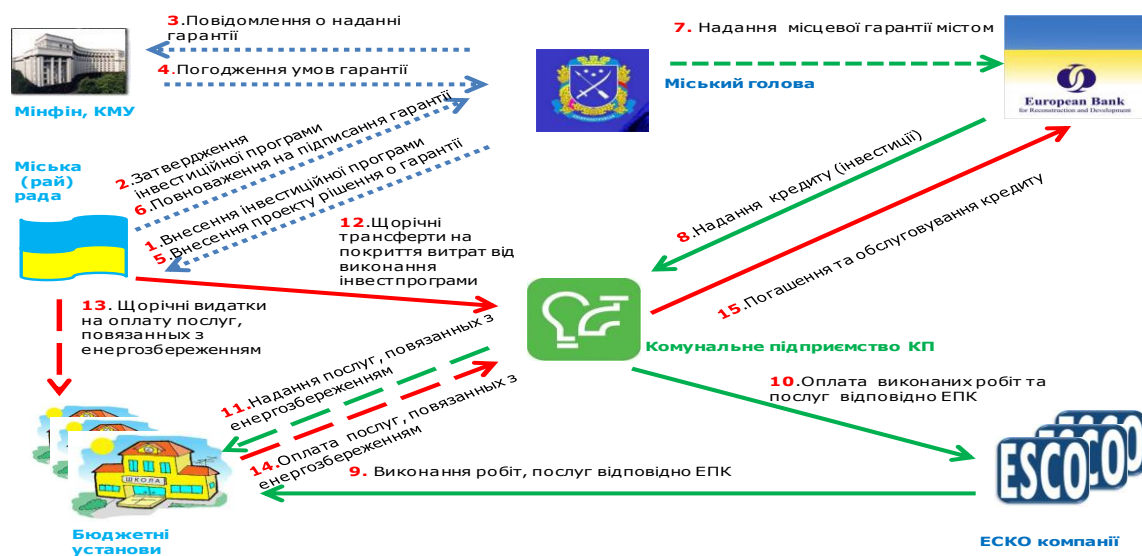 3.Повідомлення о наданні
гарантії
4.Погодження умов гарантії
Мінфін, КМУ
7. Надання місцевої гарантії містом
Міський голова
European Bank
for Reconstruction and Development
Міська
(рай)
рада
2.Затвердження
інвестиційної програми
6.Повноваження на підписання гарантії
1.Внесення інвестиційної програми
5.Внесення проекту рішення о гарантії
12.Щорічні
трансферти на
покриття витрат від
виконання
інвестпрограми
8.Надання кредиту (інвестиції)
15.Погашення та обслуговування кредиту
13. Щорічні видатки
на оплату послуг,
повязанных з
енергозбереженням
Комунальне підприємство КП
11.Надання послуг, повязанных з
енергозбереженням
14.Оплата послуг, повязанных з
енергозбереженням
10.Оплата виконаних робіт та
послуг відповідно ЕПК
9. Виконання робіт, послуг відповідно ЕПК
ШКОЛА
Бюджетні
установи
ESCO
ЕСКО компанії